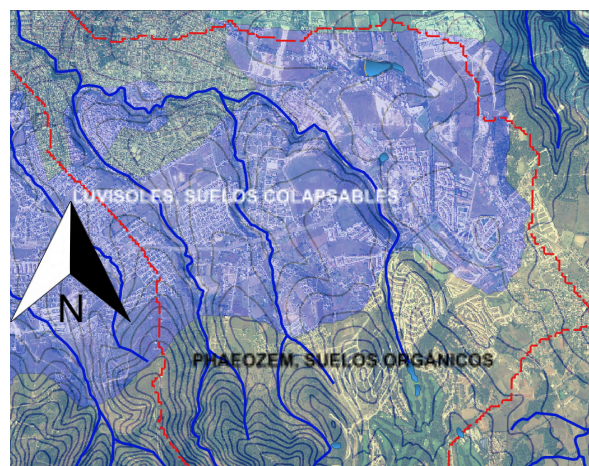 LUVISOLES, SUELOS COLAPSABLES
N
PHAEOZEM, SUELOS ORGÁNICOS